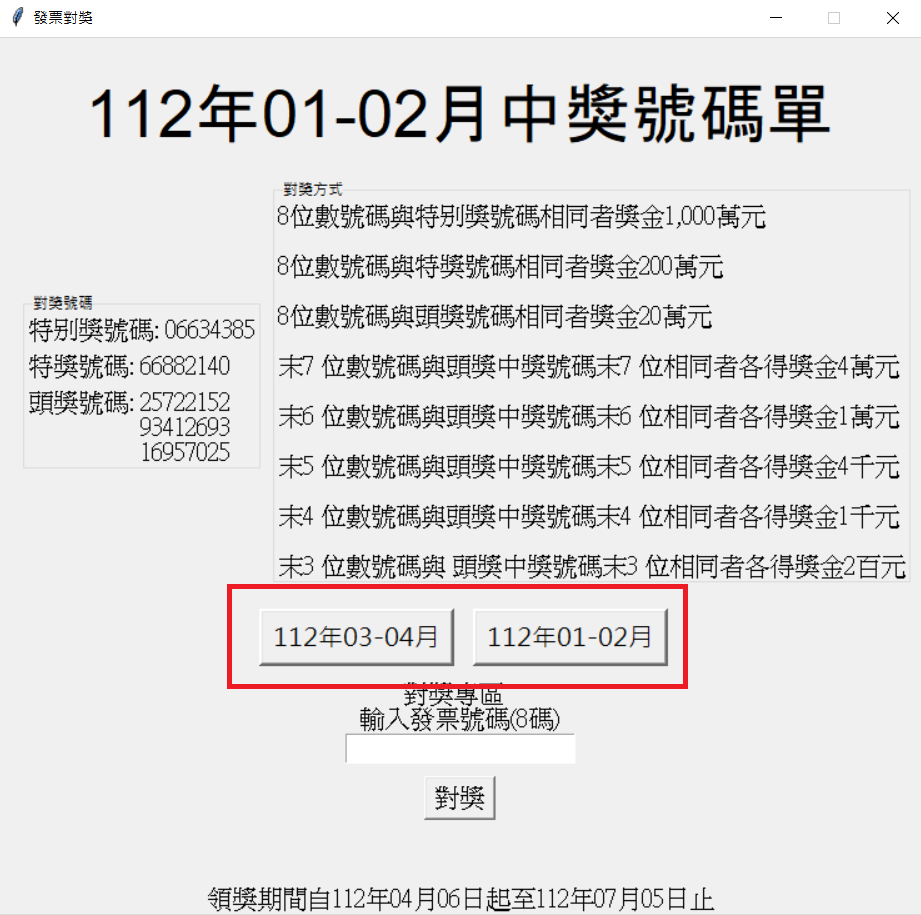 發票對獎
112年01-02月中獎號碼單
對獎方式
8位數號碼與特別獎號碼相同者獎金1,000萬元
8位數號碼與特獎號碼相同者獎金200萬元
8位數號碼與頭獎號碼相同者獎金20萬元
末7 位數號碼與頭獎中獎號碼末7 位相同者各得獎金4萬元
末6 位數號碼與頭獎中獎號碼末6 位相同者各得獎金1萬元
末5 位數號碼與頭獎中獎號碼末5 位相同者各得獎金4千元
末4 位數號碼與頭獎中獎號碼末4 位相同者各得獎金1千元
末3 位數號碼與 頭獎中獎號碼末3 位相同者各得獎金2百元
對獎號碼
特別獎號碼: 06634385
特獎號碼: 66882140
頭獎號碼: 25722152
93412693
16957025
112年03-04月 112年01-02月
對獎專區
輸入發票號碼(8碼)
對獎
領獎期間自112年04月06日起至112年07月05日止